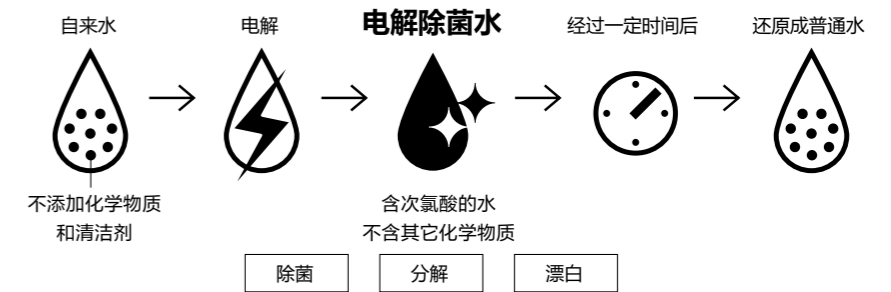 自来水
电解
电解除菌水
经过一定时间后
还原成普通水
不添加化学物质
和清洁剂
含次氯酸的水
不含其它化学物质
除菌
分解
漂白